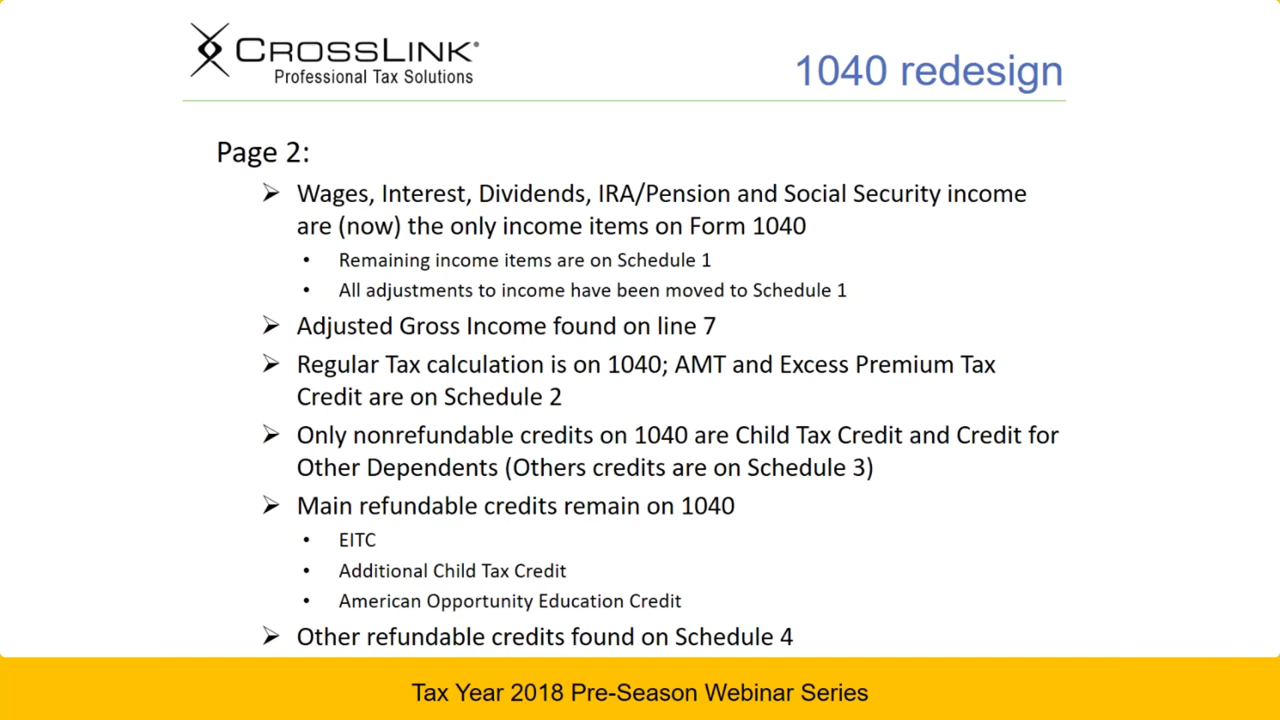 CROSSLINK®
Professional Tax Solutions
1040 redesign
Page 2:
➢ Wages, Interest, Dividends, IRA/Pension and Social Security income
are (now) the only income items on Form 1040
• Remaining income items are on Schedule 1
• All adjustments to income have been moved to Schedule 1
➢ Adjusted Gross Income found on line 7
➢ Regular Tax calculation is on 1040; AMT and Excess Premium Tax
Credit are on Schedule 2
➢ Only nonrefundable credits on 1040 are Child Tax Credit and Credit for
Other Dependents (Others credits are on Schedule 3)
➢ Main refundable credits remain on 1040
• EITC
• Additional Child Tax Credit
• American Opportunity Education Credit
➢ Other refundable credits found on Schedule 4
Tax Year 2018 Pre-Season Webinar Series